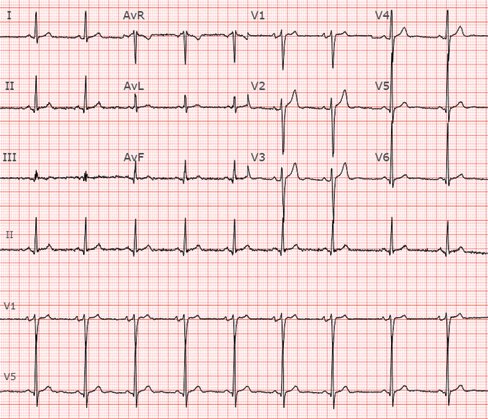 I AvR V1 V4
II AvL V2 V5
III AvF V3 V6
II
V1
V5